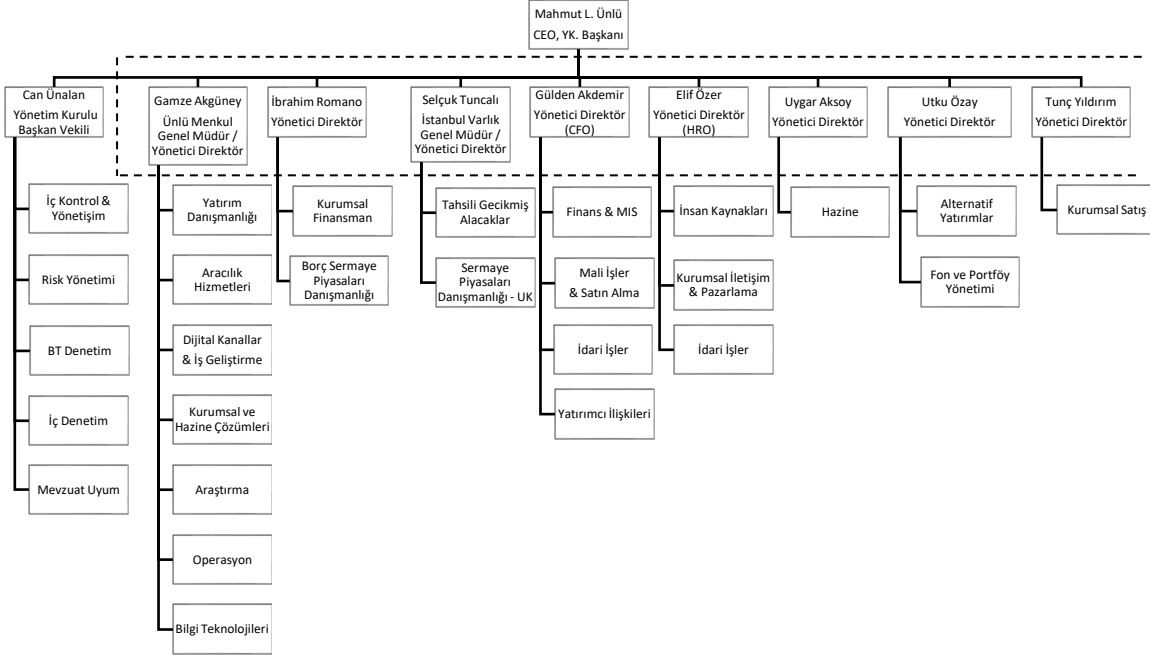 Mahmut L. Ünlü
CEO, YK. Başkanı
Can Ünalan
Yönetim Kurulu
Başkan Vekili
Gamze Akgüney
Ünlü Menkul
Genel Müdür /
Yönetici Direktör
İbrahim Romano
Yönetici Direktör
Selçuk Tuncalı
İstanbul Varlık
Genel Müdür /
Yönetici Direktör
Gülden Akdemir
Yönetici Direktör
(CFO)
Elif Özer
Yönetici Direktör
(HRO)
Uygar Aksoy
Yönetici Direktör
Utku Özay
Yönetici Direktör
Tunç Yıldırım
Yönetici Direktör
İç Kontrol &
Yönetişim
Risk Yönetimi
BT Denetim
İç Denetim
Mevzuat Uyum
Yatırım
Danışmanlığı
Aracılık
Hizmetleri
Dijital Kanallar
& İş Geliştirme
Kurumsal ve
Hazine Çözümleri
Araştırma
Operasyon
Bilgi Teknolojileri
Kurumsal
Finansman
Borç Sermaye
Piyasaları
Danışmanlığı
Tahsili Gecikmiş
Alacaklar
Sermaye
Piyasaları
Danışmanlığı - UK
Finans & MIS
Mali İşler
& Satın Alma
İdari İşler
Yatırımcı İlişkileri
İnsan Kaynakları
Kurumsal İletişim
& Pazarlama
İdari İşler
Hazine
Alternatif
Yatırımlar
Fon ve Portföy
Yönetimi
Kurumsal Satış